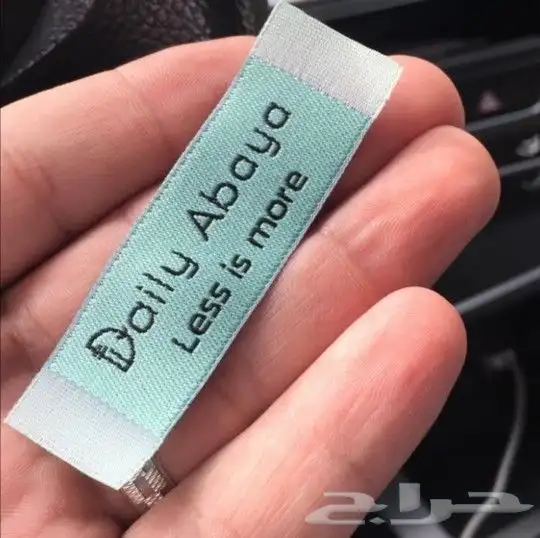 Daily Abaya
Less is more
حراج